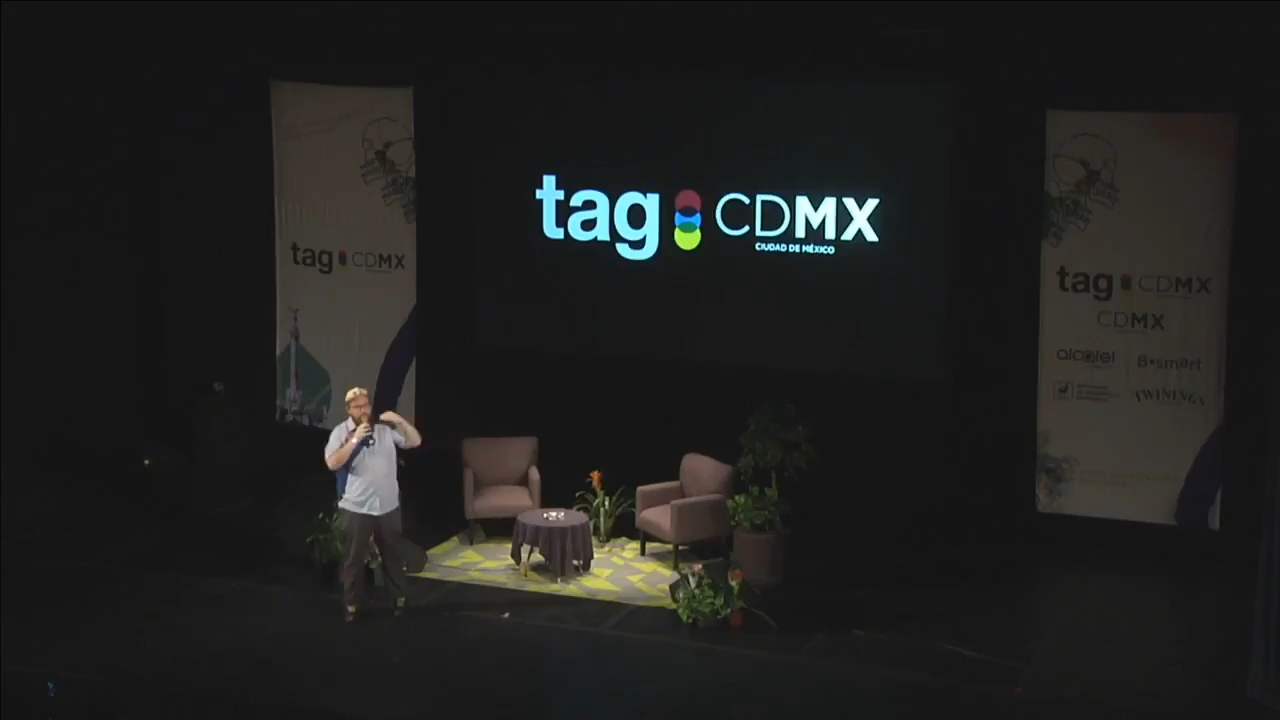 tag CDMX
CIUDAD DE MÉXICO
tag CDMX
tag CDMX
CDMX
alcatel B•smart
TWININGS